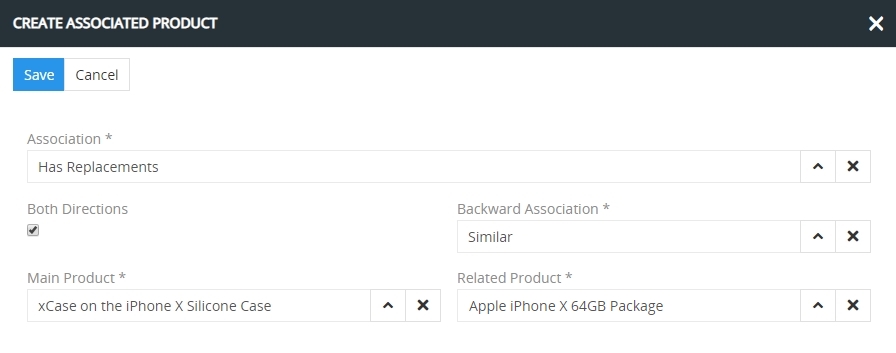 CREATE ASSOCIATED PRODUCT
Save Cancel
Association *
Has Replacements
Both Directions Backward Association *
Similar
Main Product * Related Product *
xCase on the iPhone X Silicone Case Apple iPhone X 64GB Package